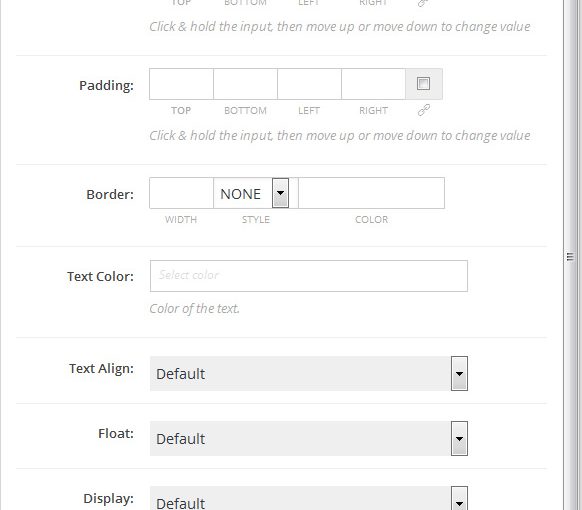 TOP BOTTOM LEFT RIGHT
Click & hold the input, then move up or move down to change value
Padding:
TOP BOTTOM LEFT RIGHT
Click & hold the input, then move up or move down to change value
Border: NONE
WIDTH STYLE COLOR
Text Color: Select color
Color of the text.
Text Align: Default
Float: Default
Display: Default